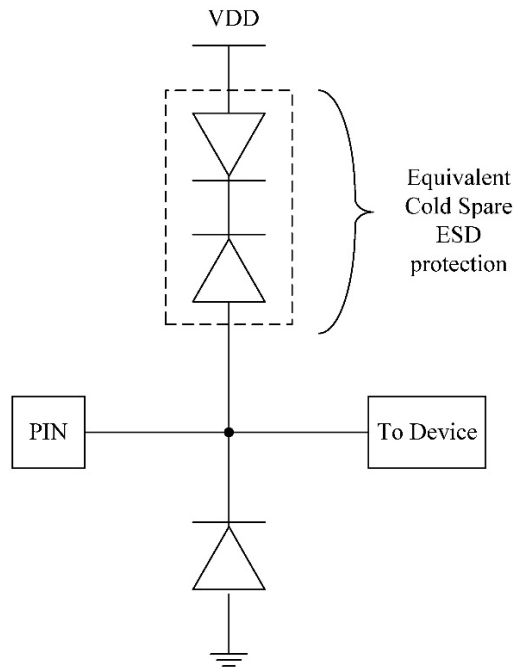 VDD
Equivalent
Cold Spare
ESD
protection
PIN
To Device